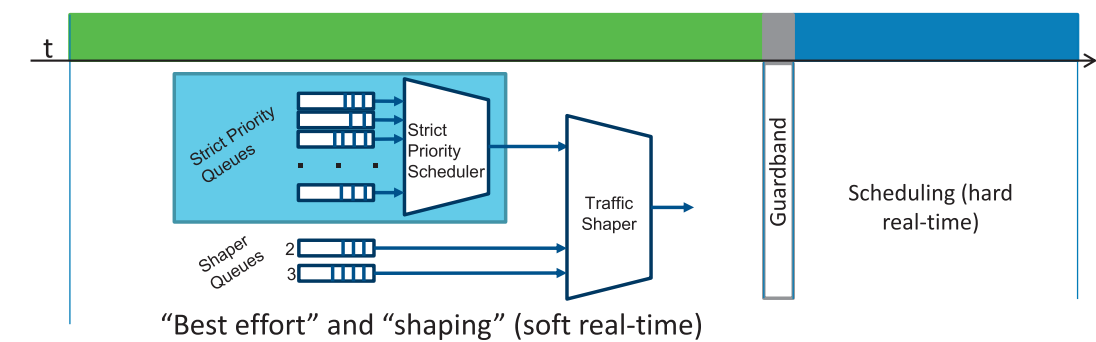 t
Strict Priority
Queues
Strict
Priority
Scheduler
Shaper
Queues
2
3
Traffic
Shaper
Guardband
Scheduling (hard
real-time)
“Best effort” and “shaping” (soft real-time)